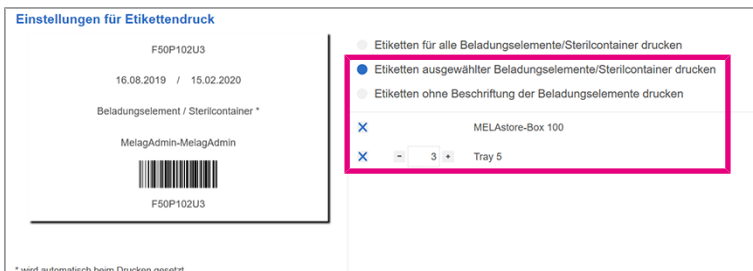 Einstellungen für Etikettendruck
F50P102U3
16.08.2019 / 15.02.2020
Beladungselement / Sterilcontainer *
MelagAdmin-MelagAdmin
F50P102U3
* wird automatisch beim Drucken gesetzt
Etiketten für alle Beladungselemente/Sterilcontainer drucken
Etiketten ausgewählter Beladungselemente/Sterilcontainer drucken
Etiketten ohne Beschriftung der Beladungselemente drucken
MELAstore-Box 100
- 3 + Tray 5